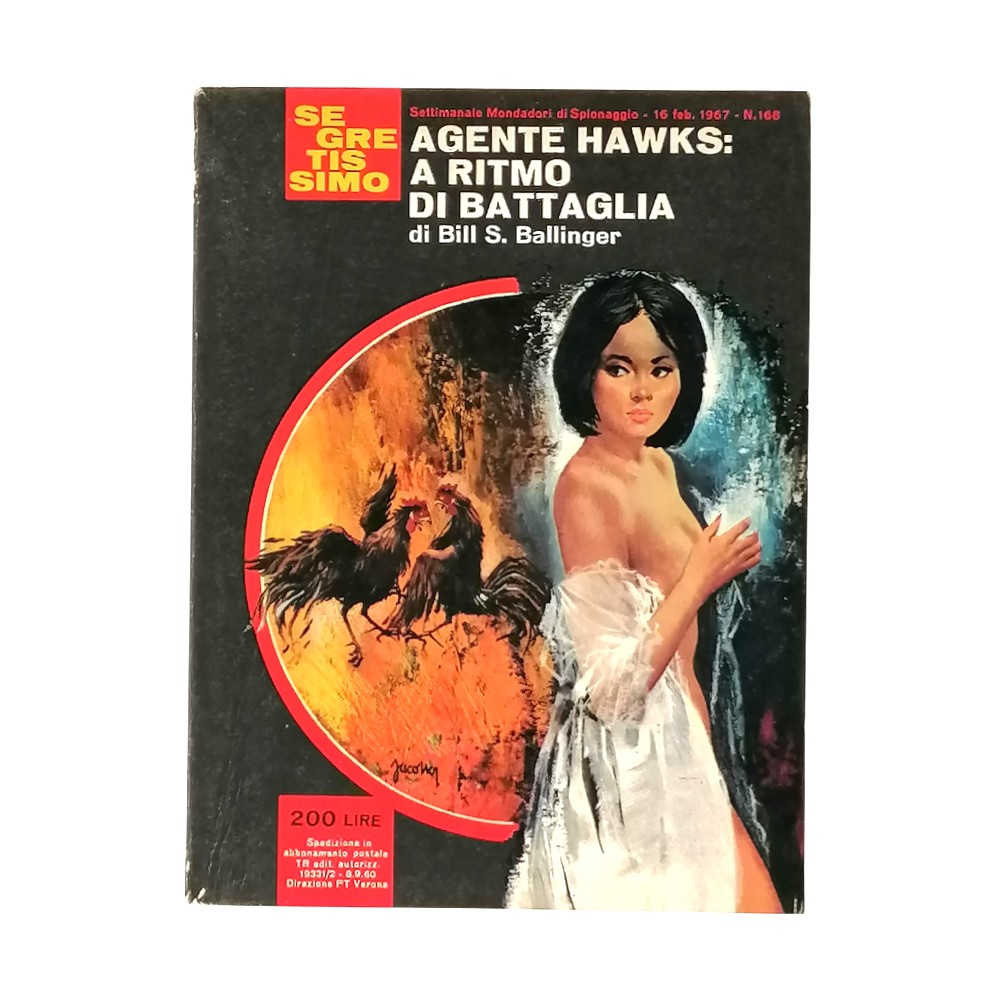 SE
GRE
TIS
SIMO
Settimanale Mondadori di Spionaggio - 16 feb. 1967 - N.168
AGENTE HAWKS:
A RITMO
DI BATTAGLIA
di Bill S. Ballinger
200 LIRE
Spedizione in
abbonamento postale
TR edit. autorizz.
19331/2 - 8.9.60
Direzione PT Verona